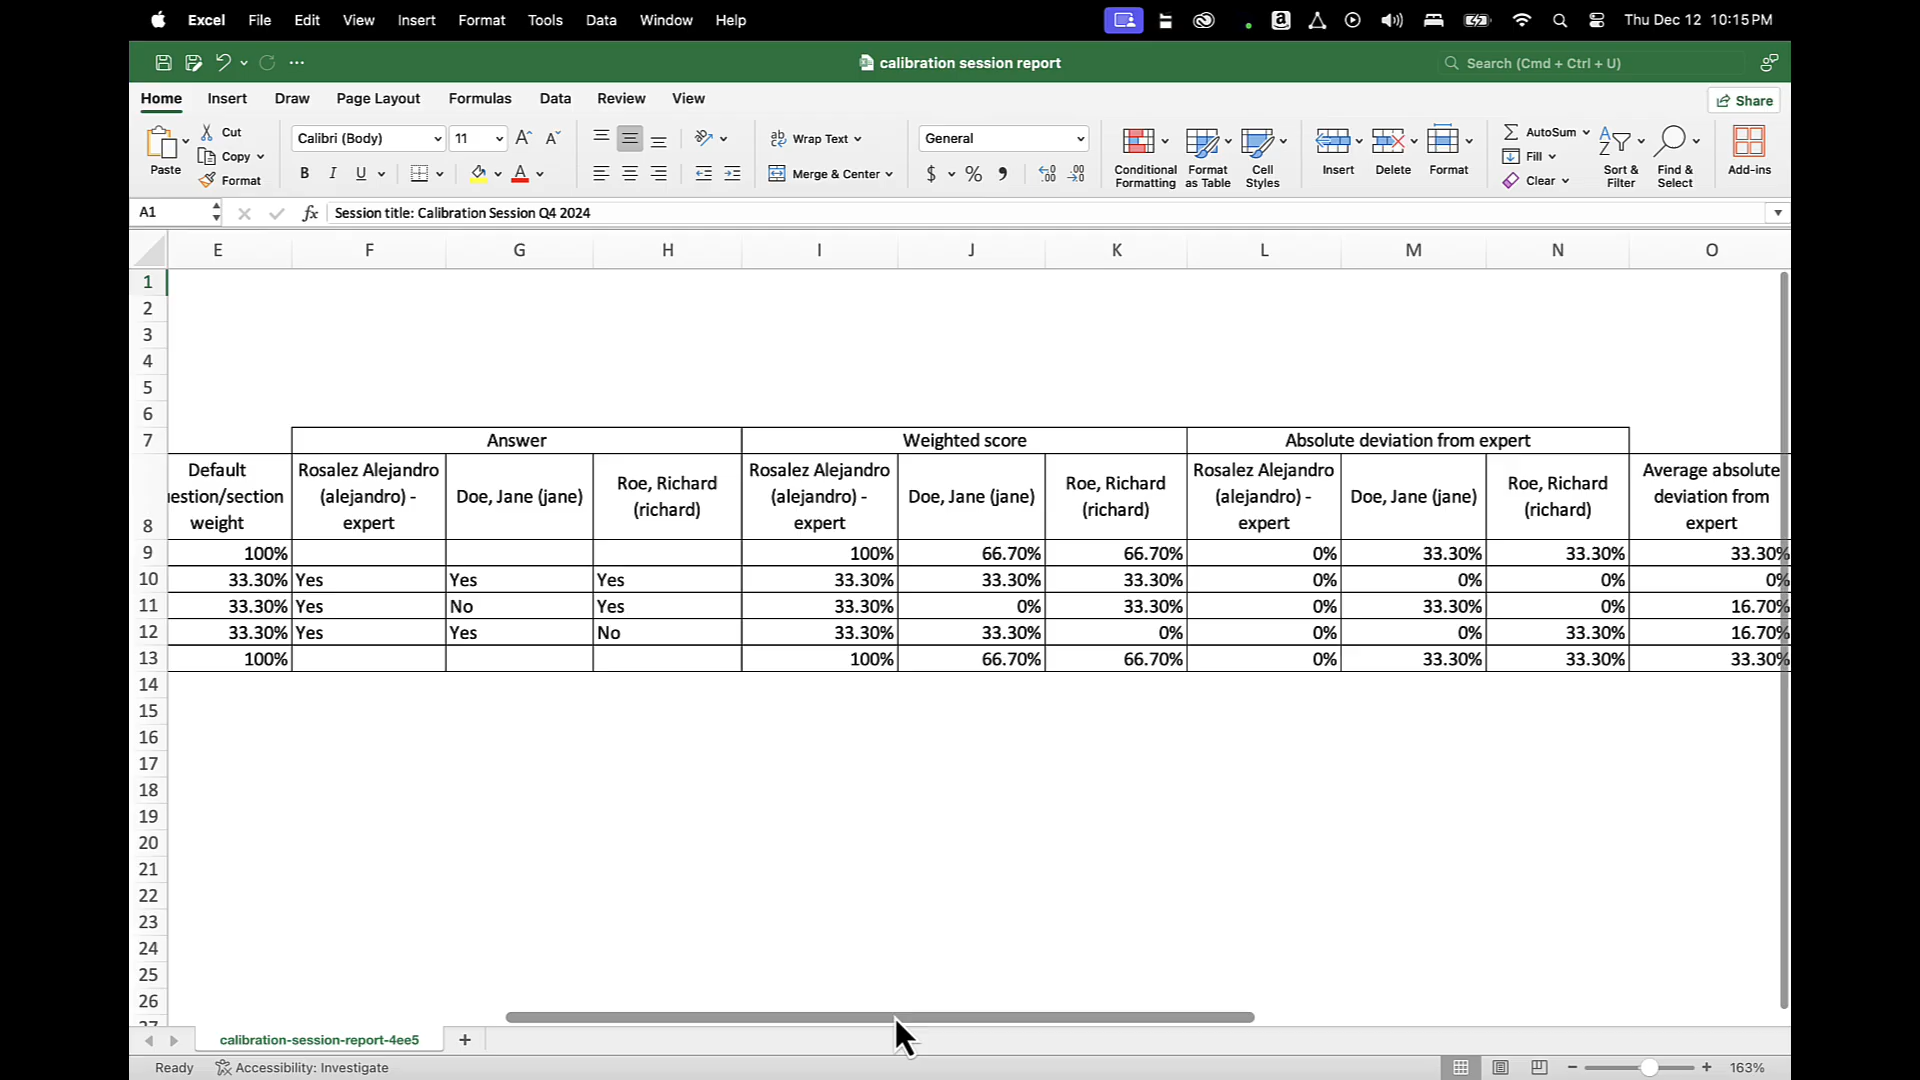 Excel File Edit View Insert Format Tools Data Window Help
Thu Dec 12 10:15 PM
calibration session report
Search (Cmd + Ctrl + U)
Home Insert Draw Page Layout Formulas Data Review View
Share
Paste
Cut
Copy
Format
Calibri (Body) 11
B I U
Wrap Text
Merge & Center
General
$ % 9
Conditional Formatting
Format as Table
Cell Styles
Insert
Delete
Format
AutoSum
Fill
Clear
Sort & Filter
Find & Select
Add-ins
A1 fx Session title: Calibration Session Q4 2024
E F G H I J K L M N O
1
2
3
4
5
6
7 Answer Weighted score Absolute deviation from expert
8 Default uestion/section weight Rosalez Alejandro (alejandro) - expert Doe, Jane (jane) Roe, Richard (richard) Rosalez Alejandro (alejandro) - expert Doe, Jane (jane) Roe, Richard (richard) Rosalez Alejandro (alejandro) - expert Doe, Jane (jane) Roe, Richard (richard) Average absolute deviation from expert
9 100% 100% 66.70% 66.70% 0% 33.30% 33.30% 33.30%
10 33.30% Yes Yes Yes 33.30% 33.30% 33.30% 0% 0% 0% 0%
11 33.30% Yes No Yes 33.30% 0% 33.30% 0% 33.30% 0% 16.70%
12 33.30% Yes Yes No 33.30% 33.30% 0% 0% 0% 33.30% 16.70%
13 100% 100% 66.70% 66.70% 0% 33.30% 33.30% 33.30%
14
15
16
17
18
19
20
21
22
23
24
25
26
27
calibration-session-report-4ee5 +
Ready Accessibility: Investigate
163%